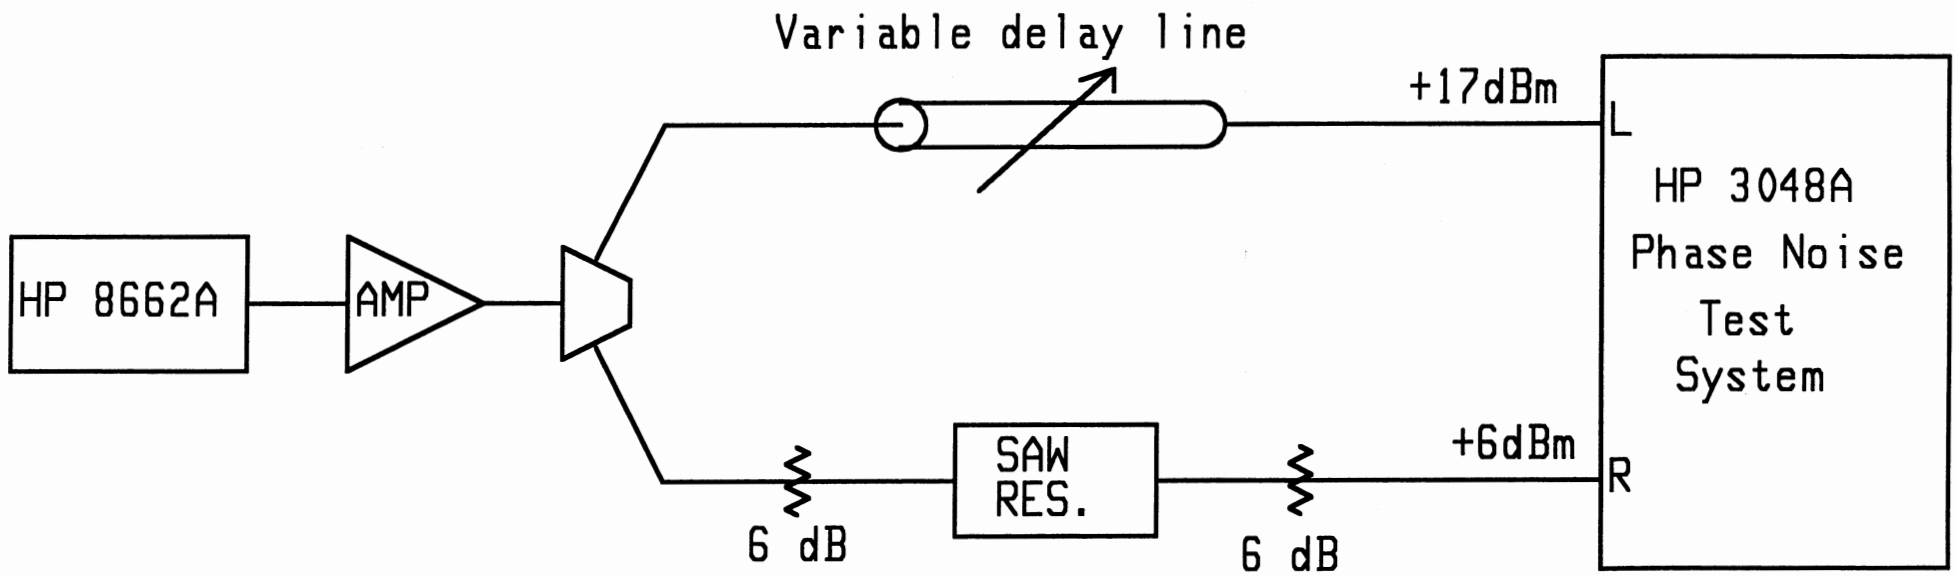 Variable delay line
+17dBm
L
HP 3048A
Phase Noise
Test
System
HP 8662A
AMP
SAW
RES.
+6dBm
R
6 dB
6 dB